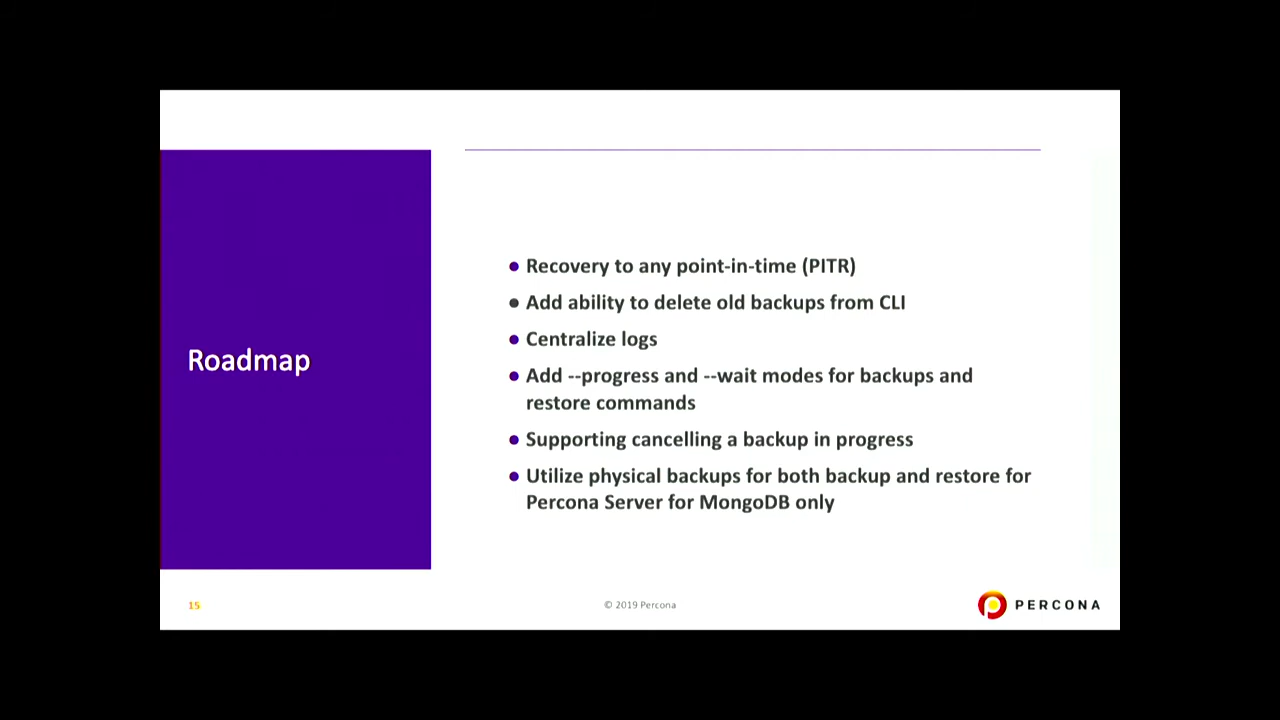 Roadmap
● Recovery to any point-in-time (PITR)
● Add ability to delete old backups from CLI
● Centralize logs
● Add --progress and --wait modes for backups and
restore commands
● Supporting cancelling a backup in progress
● Utilize physical backups for both backup and restore for
Percona Server for MongoDB only
15
© 2019 Percona
PERCONA